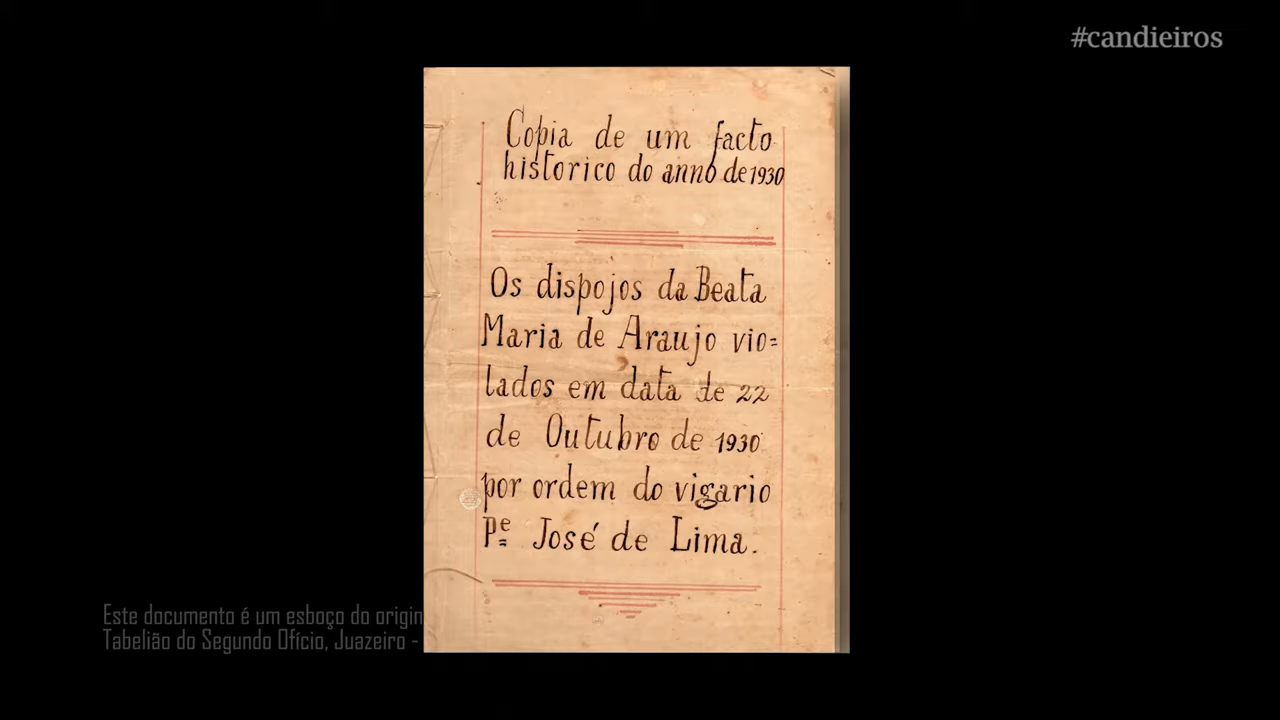 #candieiros
Copia de um facto
historico do anno de 1930
Os dispojos da Beata
Maria de Araujo vio=
lados em data de 22
de Outubro de 1930
por ordem do vigario
Pe José de Lima.
Este documento é um esboço do origin
Tabelião do Segundo Ofício, Juazeiro -